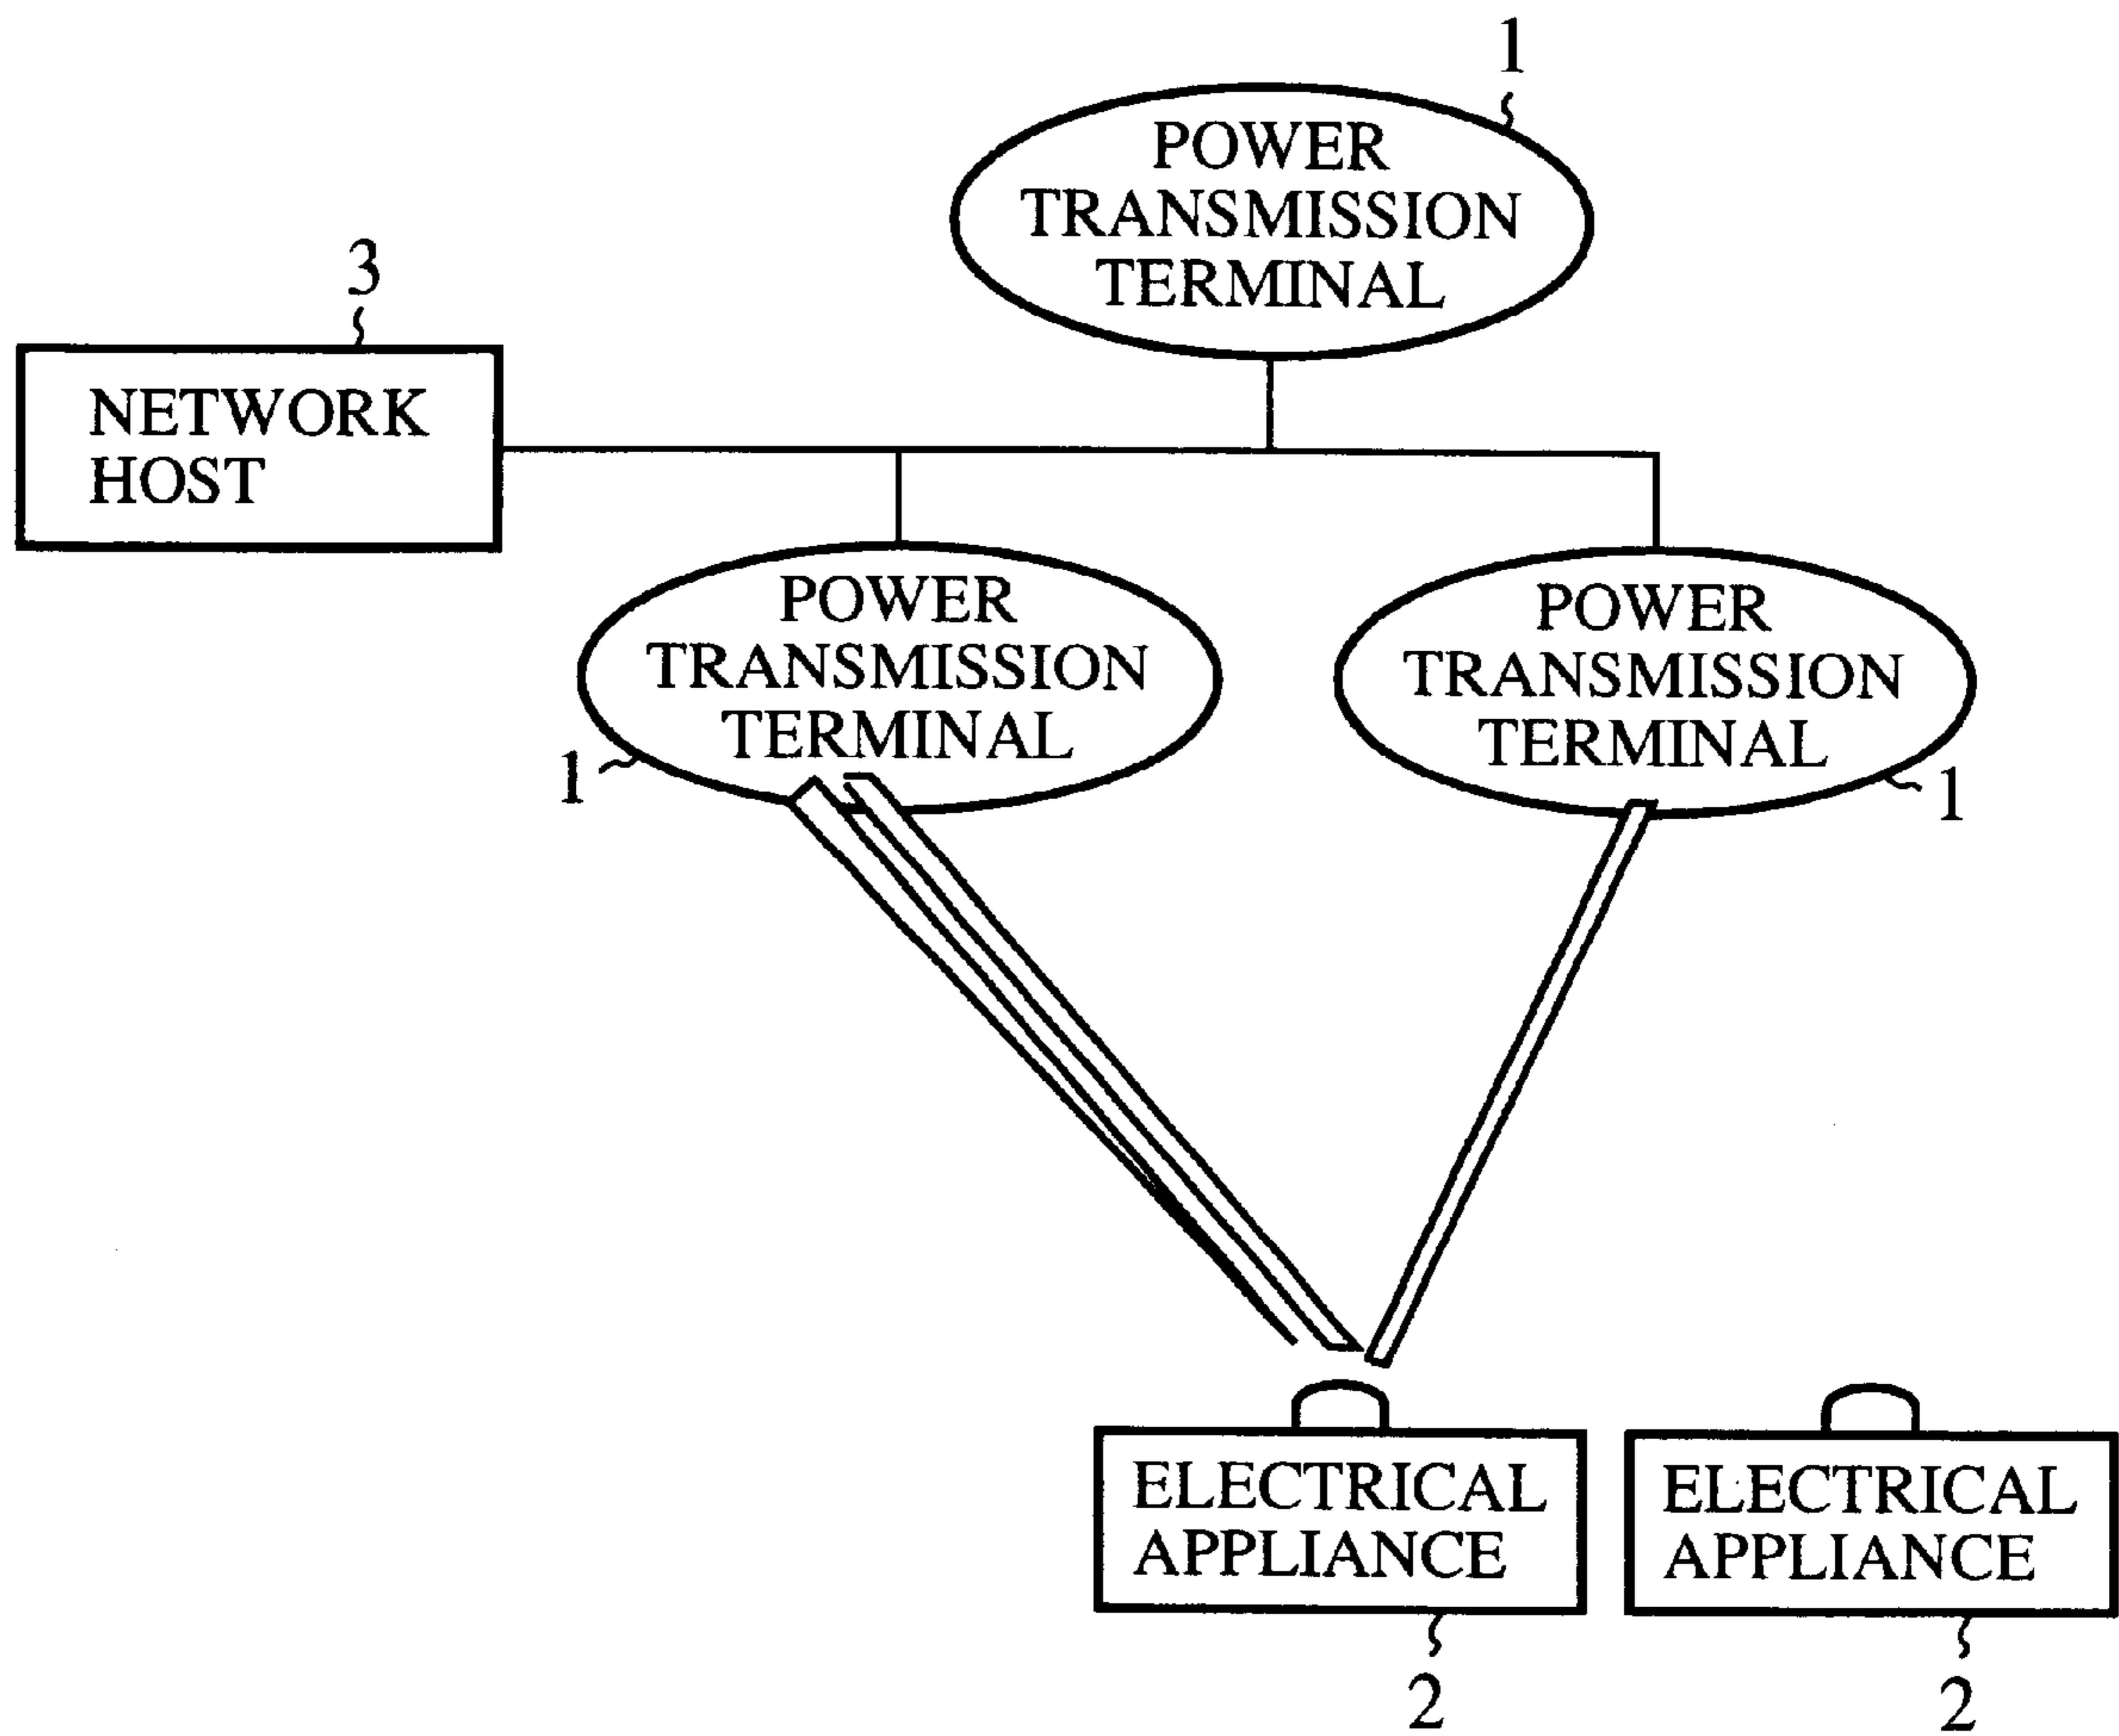 1
POWER
TRANSMISSION
TERMINAL
3
NETWORK
HOST
POWER
TRANSMISSION
TERMINAL
1
POWER
TRANSMISSION
TERMINAL
1
ELECTRICAL
APPLIANCE
2
ELECTRICAL
APPLIANCE
2